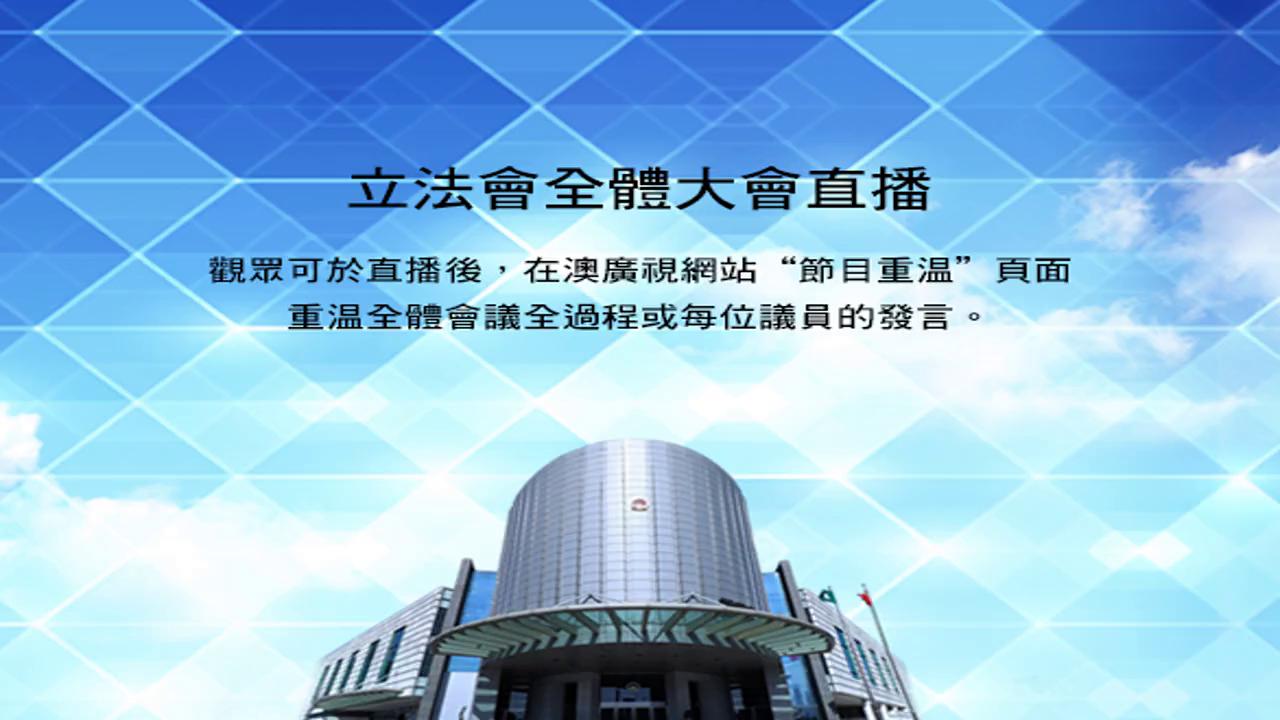 立法會全體大會直播
觀眾可於直播後，在澳廣視網站“節目重温”頁面
重温全體會議全過程或每位議員的發言。